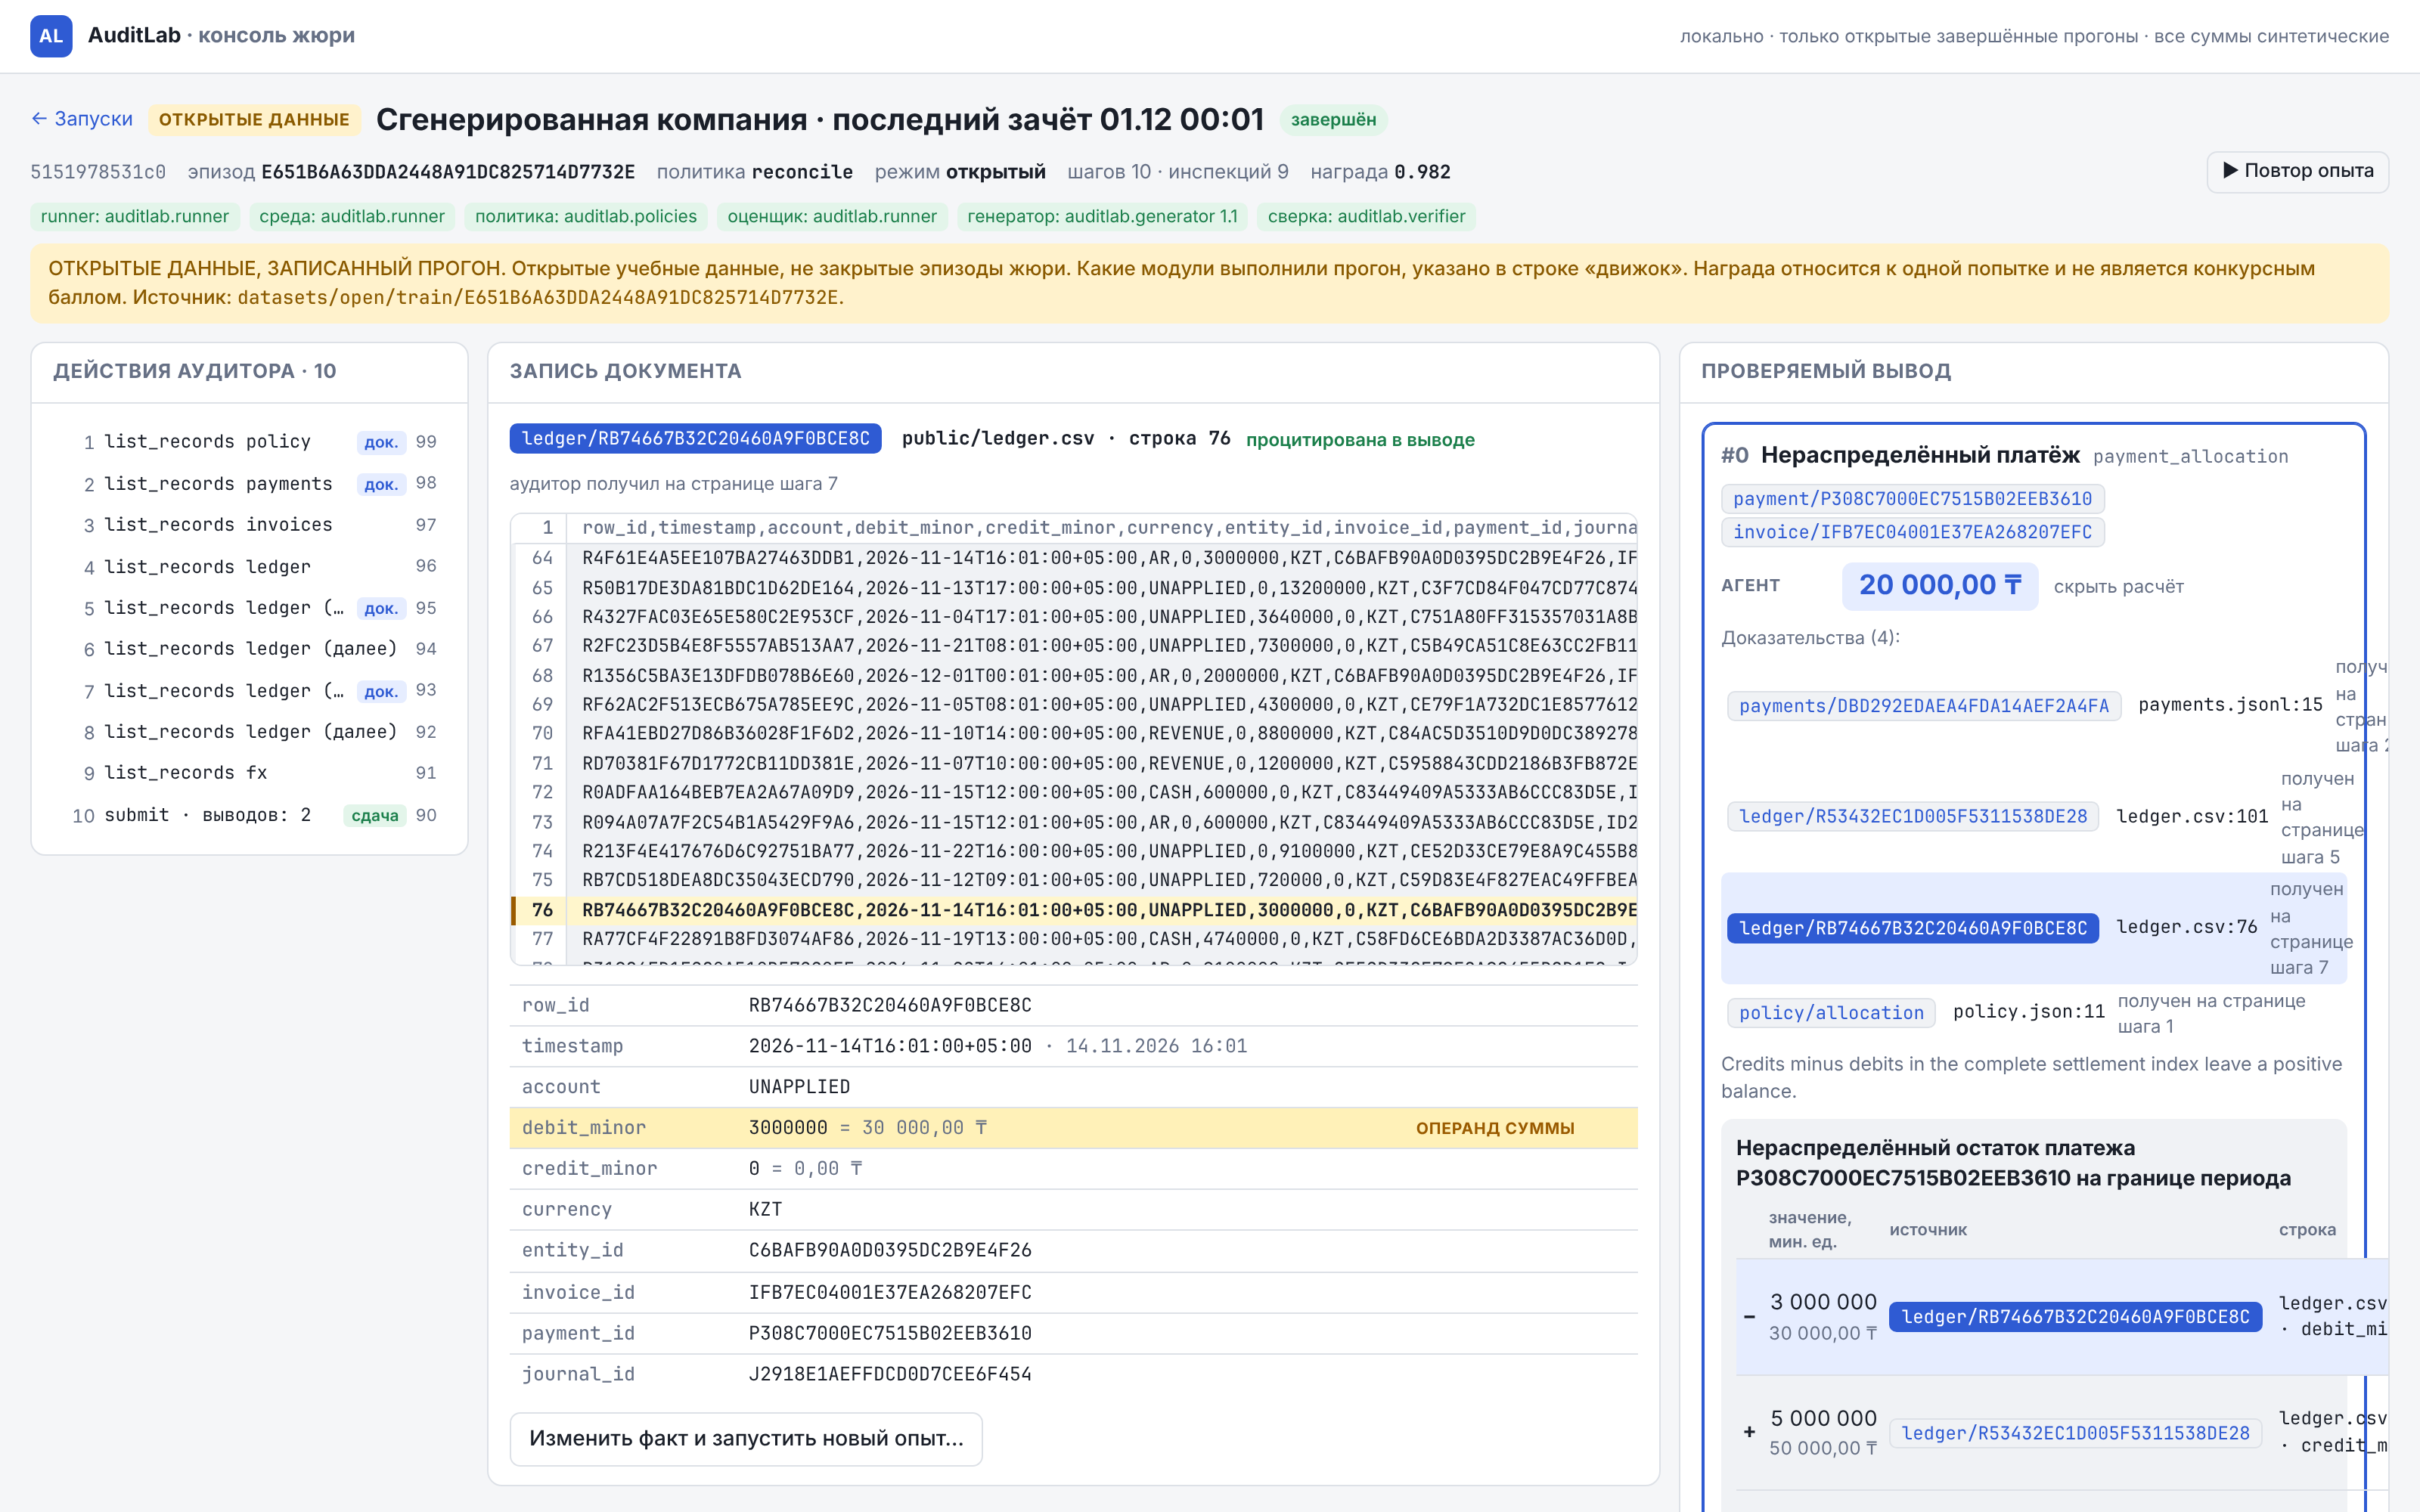 AL AuditLab · консоль жюри
локально · только открытые завершённые прогоны · все суммы синтетические
← Запуски ОТКРЫТЫЕ ДАННЫЕ Сгенерированная компания · последний зачёт 01.12 00:01 завершён
5151978531c0 эпизод E651B6A63DDA2448A91DC825714D7732E политика reconcile режим открытый шагов 10 · инспекций 9 награда 0.982
▶ Повтор опыта
runner: auditlab.runner среда: auditlab.runner политика: auditlab.policies оценщик: auditlab.runner генератор: auditlab.generator 1.1 сверка: auditlab.verifier
ОТКРЫТЫЕ ДАННЫЕ, ЗАПИСАННЫЙ ПРОГОН. Открытые учебные данные, не закрытые эпизоды жюри. Какие модули выполнили прогон, указано в строке «движок». Награда относится к одной попытке и не является конкурсным
баллом. Источник: datasets/open/train/E651B6A63DDA2448A91DC825714D7732E.
ДЕЙСТВИЯ АУДИТОРА · 10
1 list_records policy док. 99
2 list_records payments док. 98
3 list_records invoices 97
4 list_records ledger 96
5 list_records ledger (… док. 95
6 list_records ledger (далее) 94
7 list_records ledger (… док. 93
8 list_records ledger (далее) 92
9 list_records fx 91
10 submit · выводов: 2 сдача 90
ЗАПИСЬ ДОКУМЕНТА
ledger/RB74667B32C20460A9F0BCE8C public/ledger.csv · строка 76 процитирована в выводе
аудитор получил на странице шага 7
1 row_id,timestamp,account,debit_minor,credit_minor,currency,entity_id,invoice_id,payment_id,journa
64 R4F61E4A5EE107BA27463DDB1,2026-11-14T16:01:00+05:00,AR,0,3000000,KZT,C6BAFB90A0D0395DC2B9E4F26,IF
65 R50B17DE3DA81BDC1D62DE164,2026-11-13T17:00:00+05:00,UNAPPLIED,0,13200000,KZT,C3F7CD84F047CD77C874
66 R4327FAC03E65E580C2E953CF,2026-11-04T17:01:00+05:00,UNAPPLIED,3640000,0,KZT,C751A80FF315357031A8B
67 R2FC23D5B4E8F5557AB513AA7,2026-11-21T08:01:00+05:00,UNAPPLIED,7300000,0,KZT,C5B49CA51C8E63CC2FB11
68 R1356C5BA3E13DFDB078B6E60,2026-12-01T00:01:00+05:00,AR,0,2000000,KZT,C6BAFB90A0D0395DC2B9E4F26,IF
69 RF62AC2F513ECB675A785EE9C,2026-11-05T08:01:00+05:00,UNAPPLIED,4300000,0,KZT,CE79F1A732DC1E8577612
70 RFA41EBD27D86B36028F1F6D2,2026-11-10T14:00:00+05:00,REVENUE,0,8800000,KZT,C84AC5D3510D9D0DC389278
71 RD70381F67D1772CB11DD381E,2026-11-07T10:00:00+05:00,REVENUE,0,1200000,KZT,C5958843CDD2186B3FB872E
72 R0ADFAA164BEB7EA2A67A09D9,2026-11-15T12:00:00+05:00,CASH,600000,0,KZT,C83449409A5333AB6CCC83D5E,I
73 R094A07A7F2C54B1A5429F9A6,2026-11-15T12:00:00+05:00,AR,0,600000,KZT,C83449409A5333AB6CCC83D5E,ID2
74 R213F4E417676D6C92751BA77,2026-11-22T16:00:00+05:00,UNAPPLIED,0,9100000,KZT,CE52D33CE79E8A9C455B8
75 RB7CD518DEA8DC35043ECD790,2026-11-12T09:01:00+05:00,UNAPPLIED,720000,0,KZT,C59D83E4F827EAC49FFBEA
76 RB74667B32C20460A9F0BCE8C,2026-11-14T16:01:00+05:00,UNAPPLIED,3000000,0,KZT,C6BAFB90A0D0395DC2B9E
77 RA77CF4F22891B8FD3074AF86,2026-11-19T13:00:00+05:00,CASH,4740000,0,KZT,C58FD6CE6BDA2D3387AC36D0D,
row_id RB74667B32C20460A9F0BCE8C
timestamp 2026-11-14T16:01:00+05:00 · 14.11.2026 16:01
account UNAPPLIED
debit_minor 3000000 = 30 000,00 ₸ ОПЕРАНД СУММЫ
credit_minor 0 = 0,00 ₸
currency KZT
entity_id C6BAFB90A0D0395DC2B9E4F26
invoice_id IFB7EC04001E37EA268207EFC
payment_id P308C7000EC7515B02EEB3610
journal_id J2918E1AEFFDCD0D7CEE6F454
Изменить факт и запустить новый опыт…
ПРОВЕРЯЕМЫЙ ВЫВОД
#0 Нераспределённый платёж payment_allocation
payment/P308C7000EC7515B02EEB3610
invoice/IFB7EC04001E37EA268207EFC
АГЕНТ 20 000,00 ₸ скрыть расчёт
Доказательства (4):
payments/DBD292EDAEA4FDA14AEF2A4FA payments.jsonl:15
получ
на
стран
шага 2
ledger/R53432EC1D005F5311538DE28 ledger.csv:101
получен
на
странице
шага 5
ledger/RB74667B32C20460A9F0BCE8C ledger.csv:76
получен
на
странице
шага 7
policy/allocation policy.json:11
получен на странице
шага 1
Credits minus debits in the complete settlement index leave a positive
balance.
Нераспределённый остаток платежа
P308C7000EC7515B02EEB3610 на границе периода
значение,
мин. ед. источник строка
− 3 000 000
30 000,00 ₸
ledger/RB74667B32C20460A9F0BCE8C
ledger.csv
· debit_mi
+ 5 000 000
50 000,00 ₸
ledger/R53432EC1D005F5311538DE28
ledger.csv
· credit_m